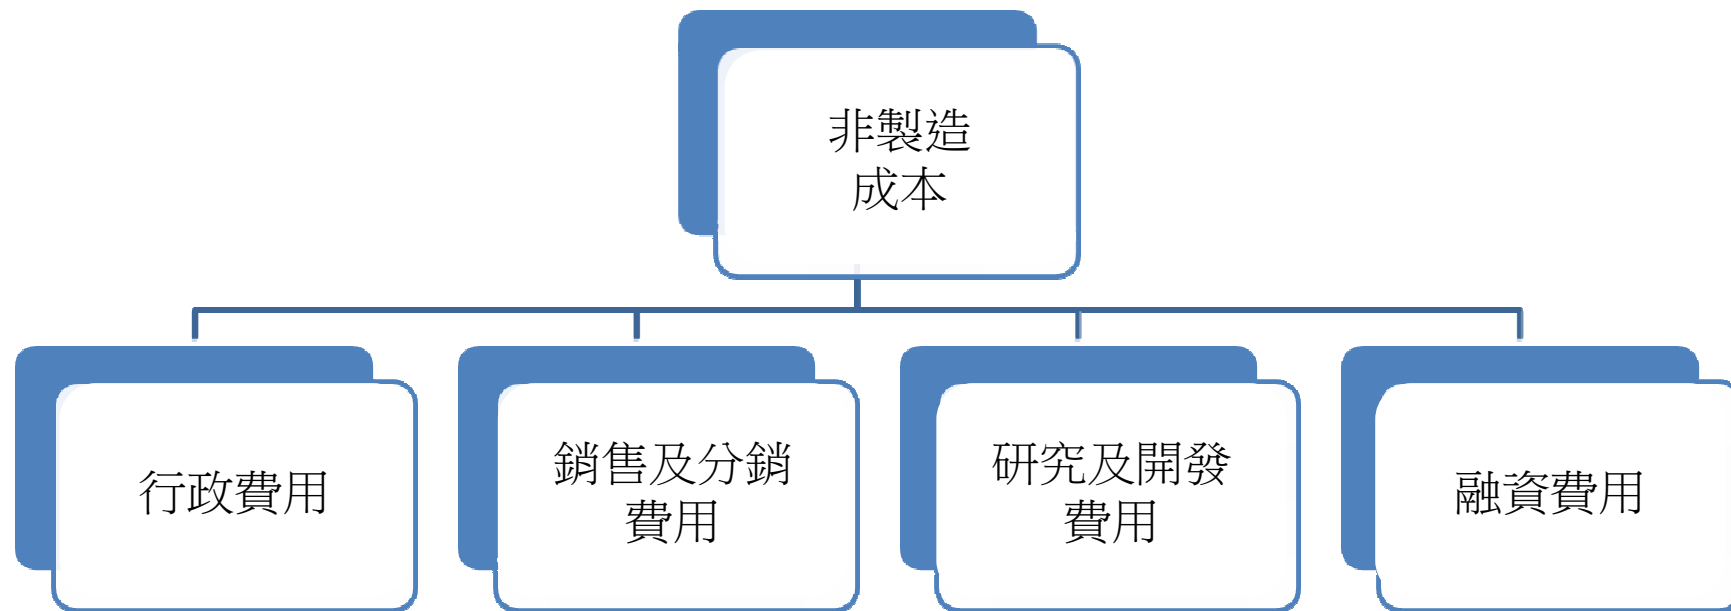 非製造
成本
行政費用
銷售及分銷
費用
研究及開發
費用
融資費用